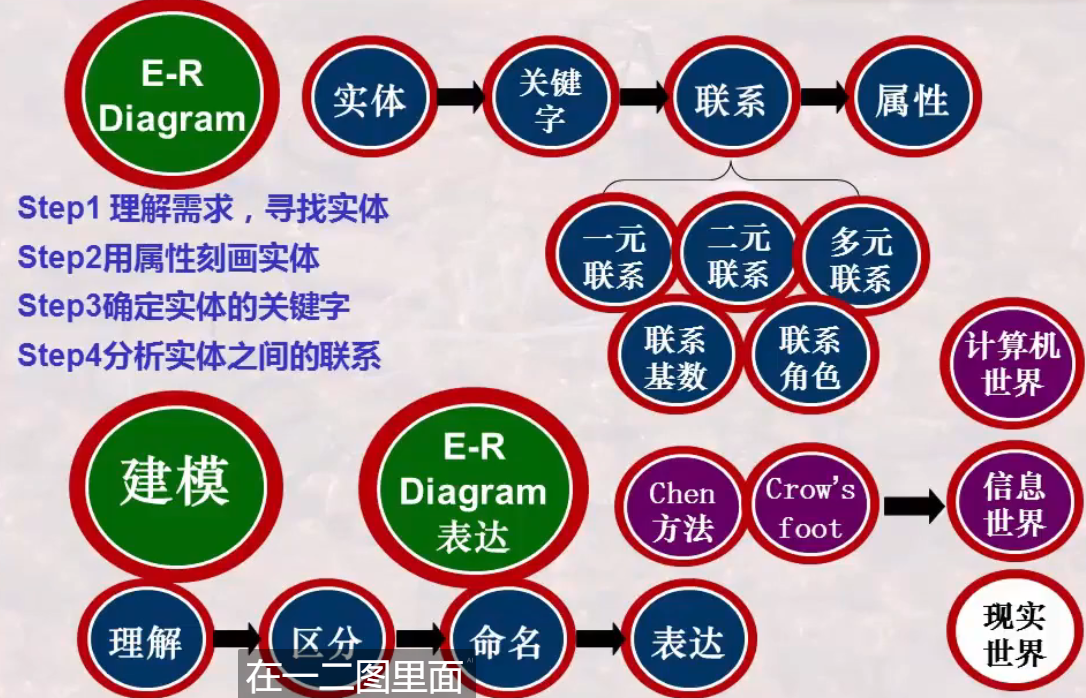 E-R
Diagram
实体
关键
字
联系
属性
Step1 理解需求，寻找实体
Step2用属性刻画实体
Step3确定实体的关键字
Step4分析实体之间的联系
一元
联系
二元
联系
多元
联系
联系
基数
联系
角色
计算机
世界
建模
E-R
Diagram
表达
Chen
方法
Crow's
foot
信息
世界
理解
区分
命名
表达
现实
世界
在一二图里面